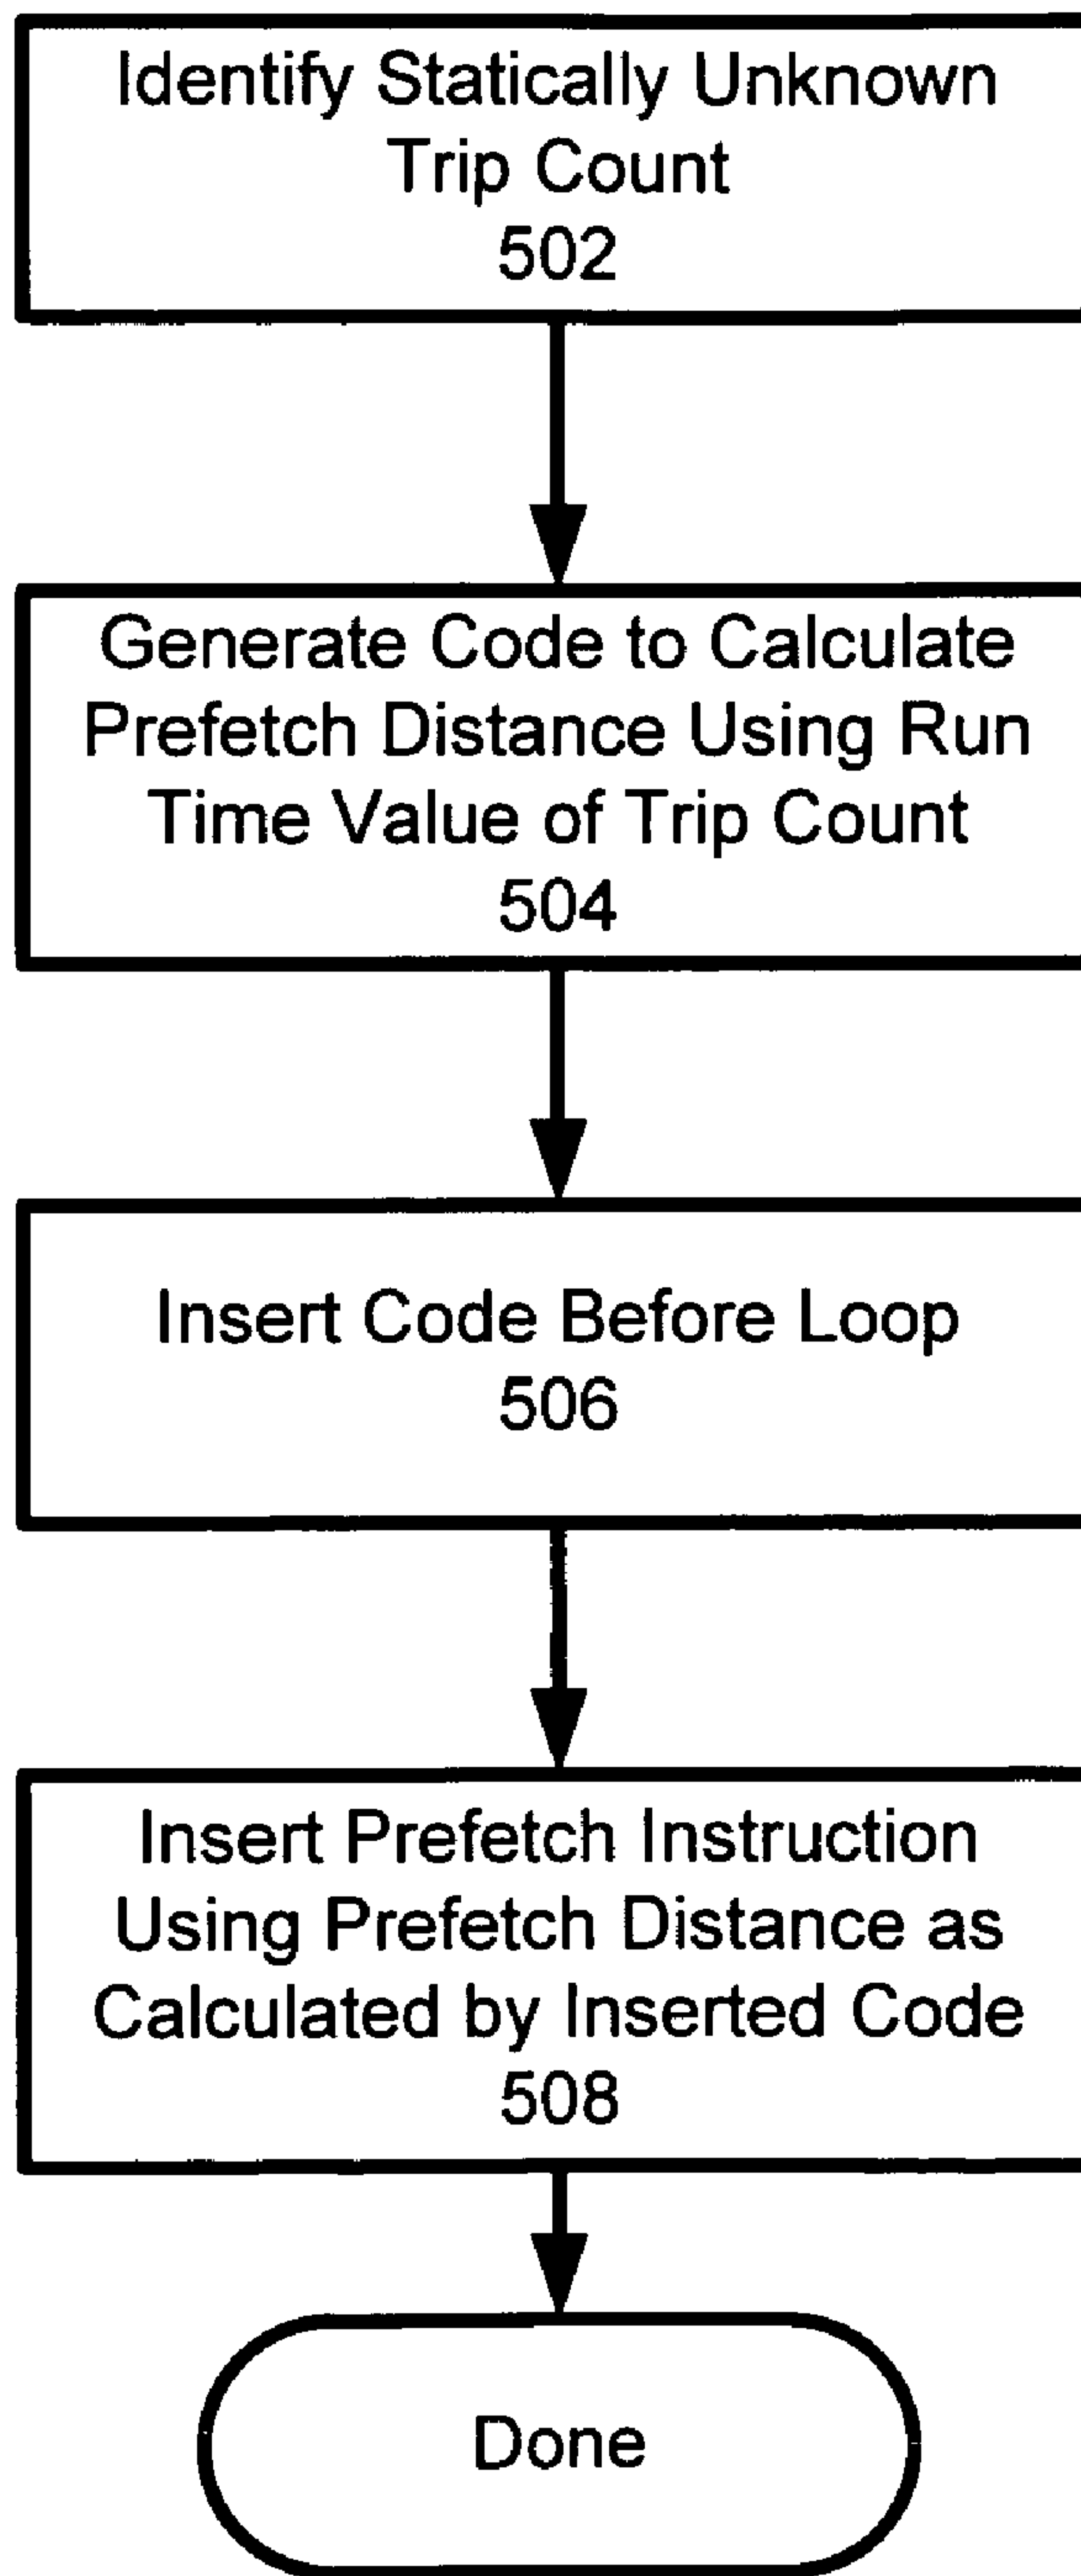 Identify Statically Unknown
Trip Count
502
Generate Code to Calculate
Prefetch Distance Using Run
Time Value of Trip Count
504
Insert Code Before Loop
506
Insert Prefetch Instruction
Using Prefetch Distance as
Calculated by Inserted Code
508
Done